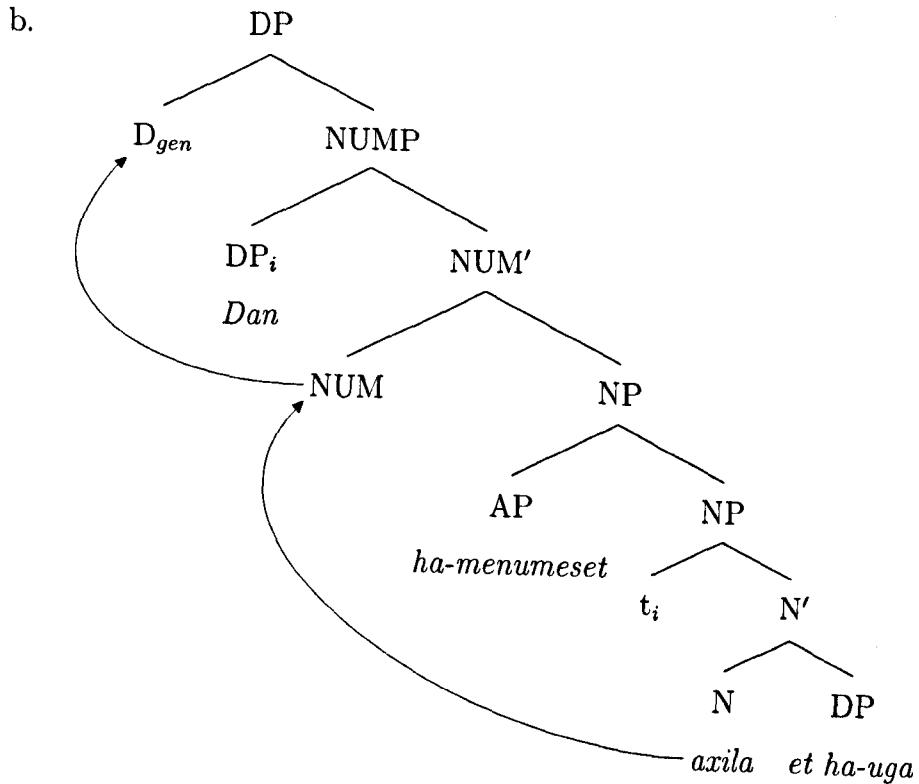 b. DP
D_gen NUMP
DP_i NUM′
Dan
NUM NP
AP NP
ha-menumeset
t_i N′
N DP
axila et ha-uga